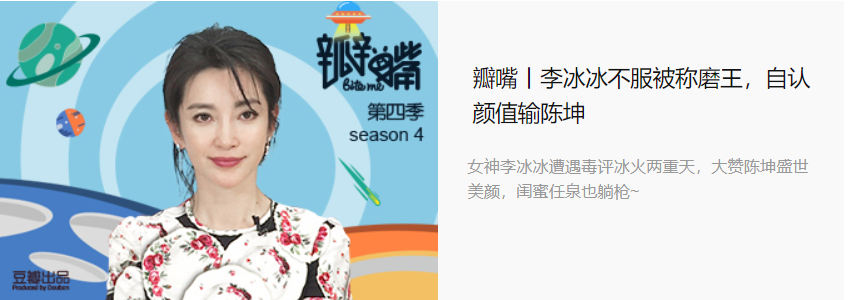 瓣嘴
Bite me
第四季
season 4
豆瓣出品
Produced by Douban
瓣嘴丨李冰冰不服被称磨王，自认
颜值输陈坤
女神李冰冰遭遇毒评冰火两重天，大赞陈坤盛世
美颜，闺蜜任泉也躺枪~